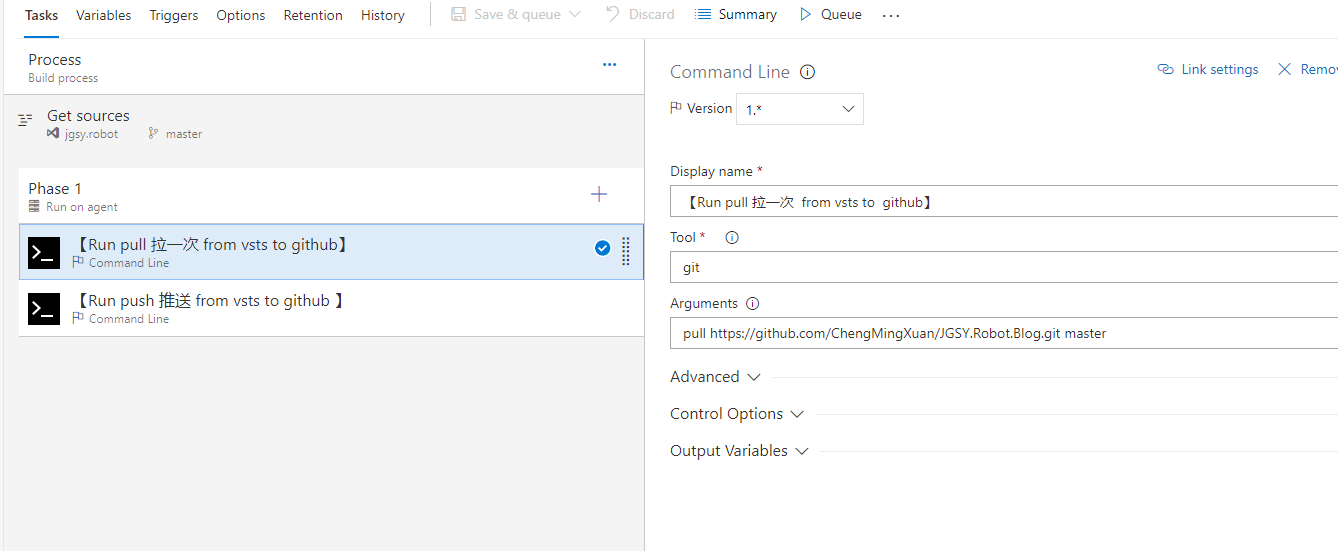 Tasks Variables Triggers Options Retention History Save & queue Discard Summary Queue ...
Process
Build process
Get sources
jgsy.robot master
Phase 1
Run on agent
【Run pull 拉一次 from vsts to github】
Command Line
【Run push 推送 from vsts to github 】
Command Line
Command Line Link settings Remov
Version 1.*
Display name *
【Run pull 拉一次  from vsts to  github】
Tool *
git
Arguments
pull https://github.com/ChengMingXuan/JGSY.Robot.Blog.git master
Advanced
Control Options
Output Variables